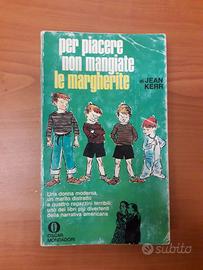 per piacere
non mangiate
le margherite
di JEAN
KERR
Una donna moderna,
un marito distratto
e quattro ragazzini terribili:
uno dei libri più divertenti
della narrativa americana
OSCAR
MONDADORI
subito